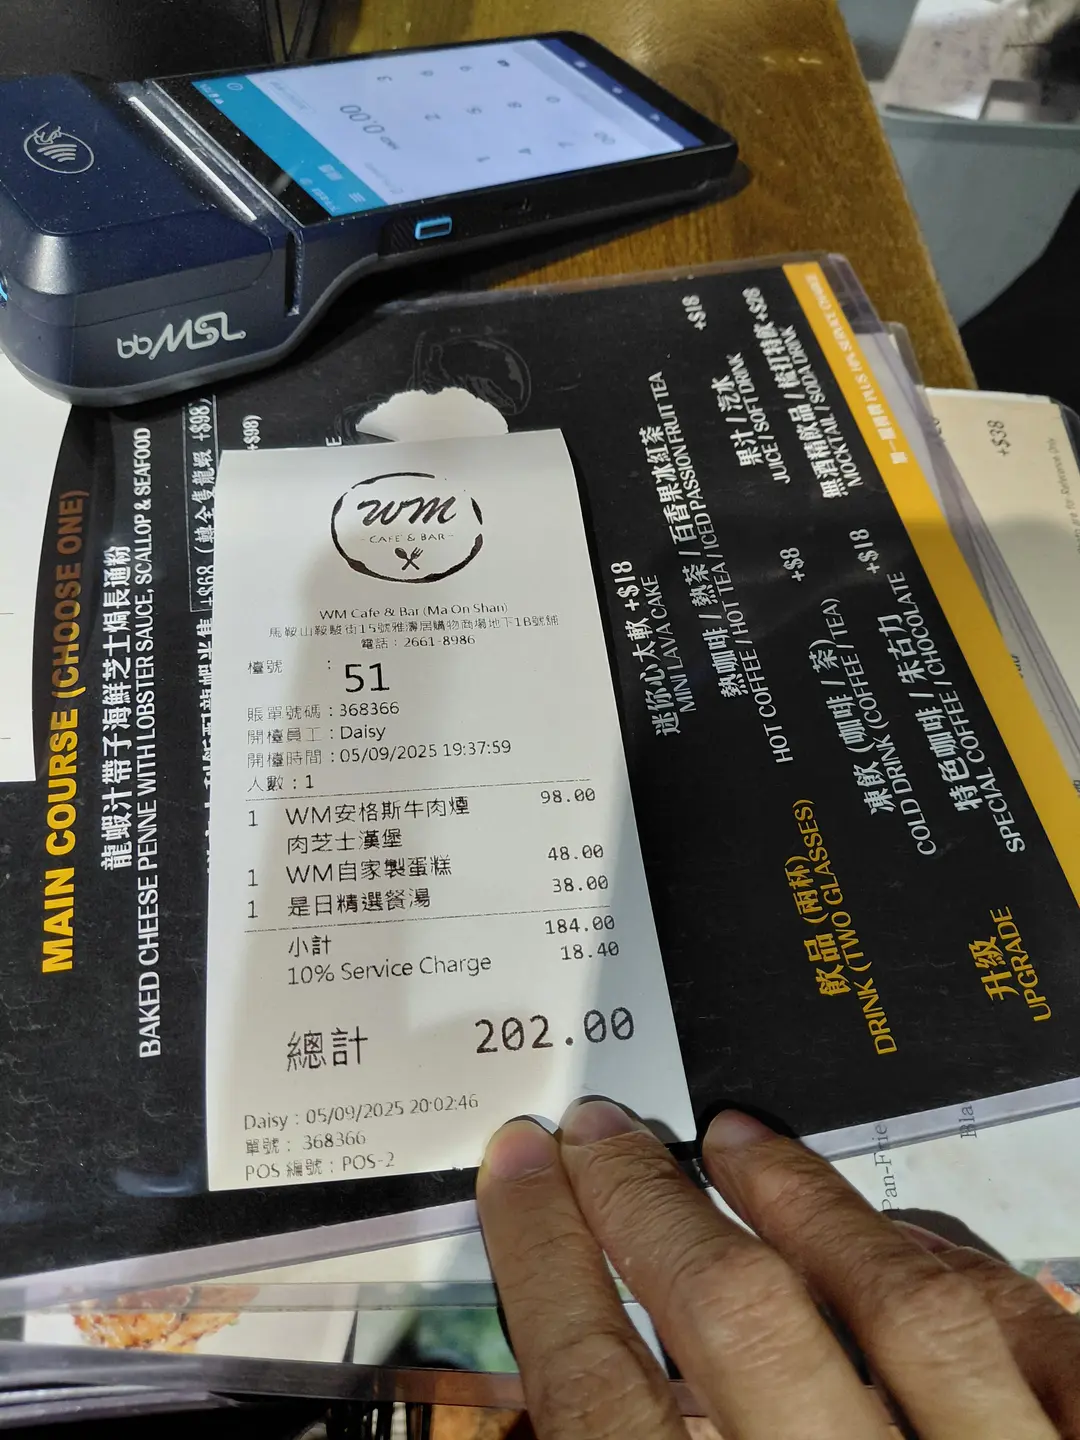 WM
CAFE & BAR
WM Cafe & Bar (Ma On Shan)
馬鞍山鞍駿街15號雅濤居購物商場地下1B號舖
電話：2661-8986
檯號 : 51
賬單號碼：368366
開檯員工：Daisy
開檯時間：05/09/2025 19:37:59
人數：1
1 WM安格斯牛肉煙 98.00
肉芝士漢堡
1 WM自家製蛋糕 48.00
1 是日精選餐湯 38.00
小計 184.00
10% Service Charge 18.40
總計 202.00
Daisy : 05/09/2025 20:02:46
單號： 368366
POS 編號：POS-2
MAIN COURSE (CHOOSE ONE)
龍蝦汁帶子海鮮芝士焗長通粉
BAKED CHEESE PENNE WITH LOBSTER SAUCE, SCALLOP & SEAFOOD
+$68 (轉全隻龍蝦 +$98)
+$98)
迷你心太軟 +$18
MINI LAVA CAKE
熱咖啡 / 熱茶 / 百香果冰紅茶 +$18
HOT COFFEE / HOT TEA / ICED PASSION FRUIT TEA
果汁 / 汽水
JUICE / SOFT DRINK
無酒精飲品 / 梳打特飲 +$28
MOCKTAIL / SODA DRINK
飲品 (兩杯)
DRINK (TWO GLASSES)
凍飲 (咖啡 / 茶) +$8
COLD DRINK (COFFEE / TEA)
特色咖啡 / 朱古力 +$18
SPECIAL COFFEE / CHOCOLATE
升級
UPGRADE
+$38
Pan-Frie
Bla
0.00